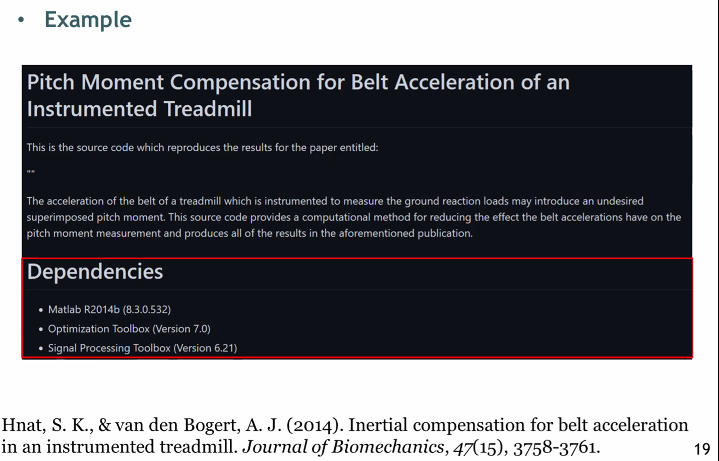 • Example
Pitch Moment Compensation for Belt Acceleration of an
Instrumented Treadmill
This is the source code which reproduces the results for the paper entitled:
""
The acceleration of the belt of a treadmill which is instrumented to measure the ground reaction loads may introduce an undesired
superimposed pitch moment. This source code provides a computational method for reducing the effect the belt accelerations have on the
pitch moment measurement and produces all of the results in the aforementioned publication.
Dependencies
• Matlab R2014b (8.3.0.532)
• Optimization Toolbox (Version 7.0)
• Signal Processing Toolbox (Version 6.21)
Hnat, S. K., & van den Bogert, A. J. (2014). Inertial compensation for belt acceleration
in an instrumented treadmill. Journal of Biomechanics, 47(15), 3758-3761.
19